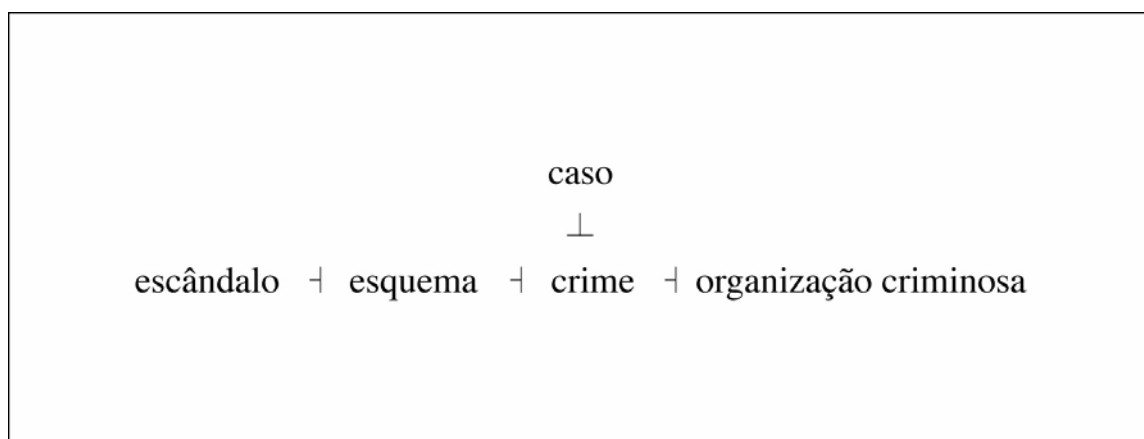 caso
⊥
escândalo ⊣ esquema ⊣ crime ⊣ organização criminosa